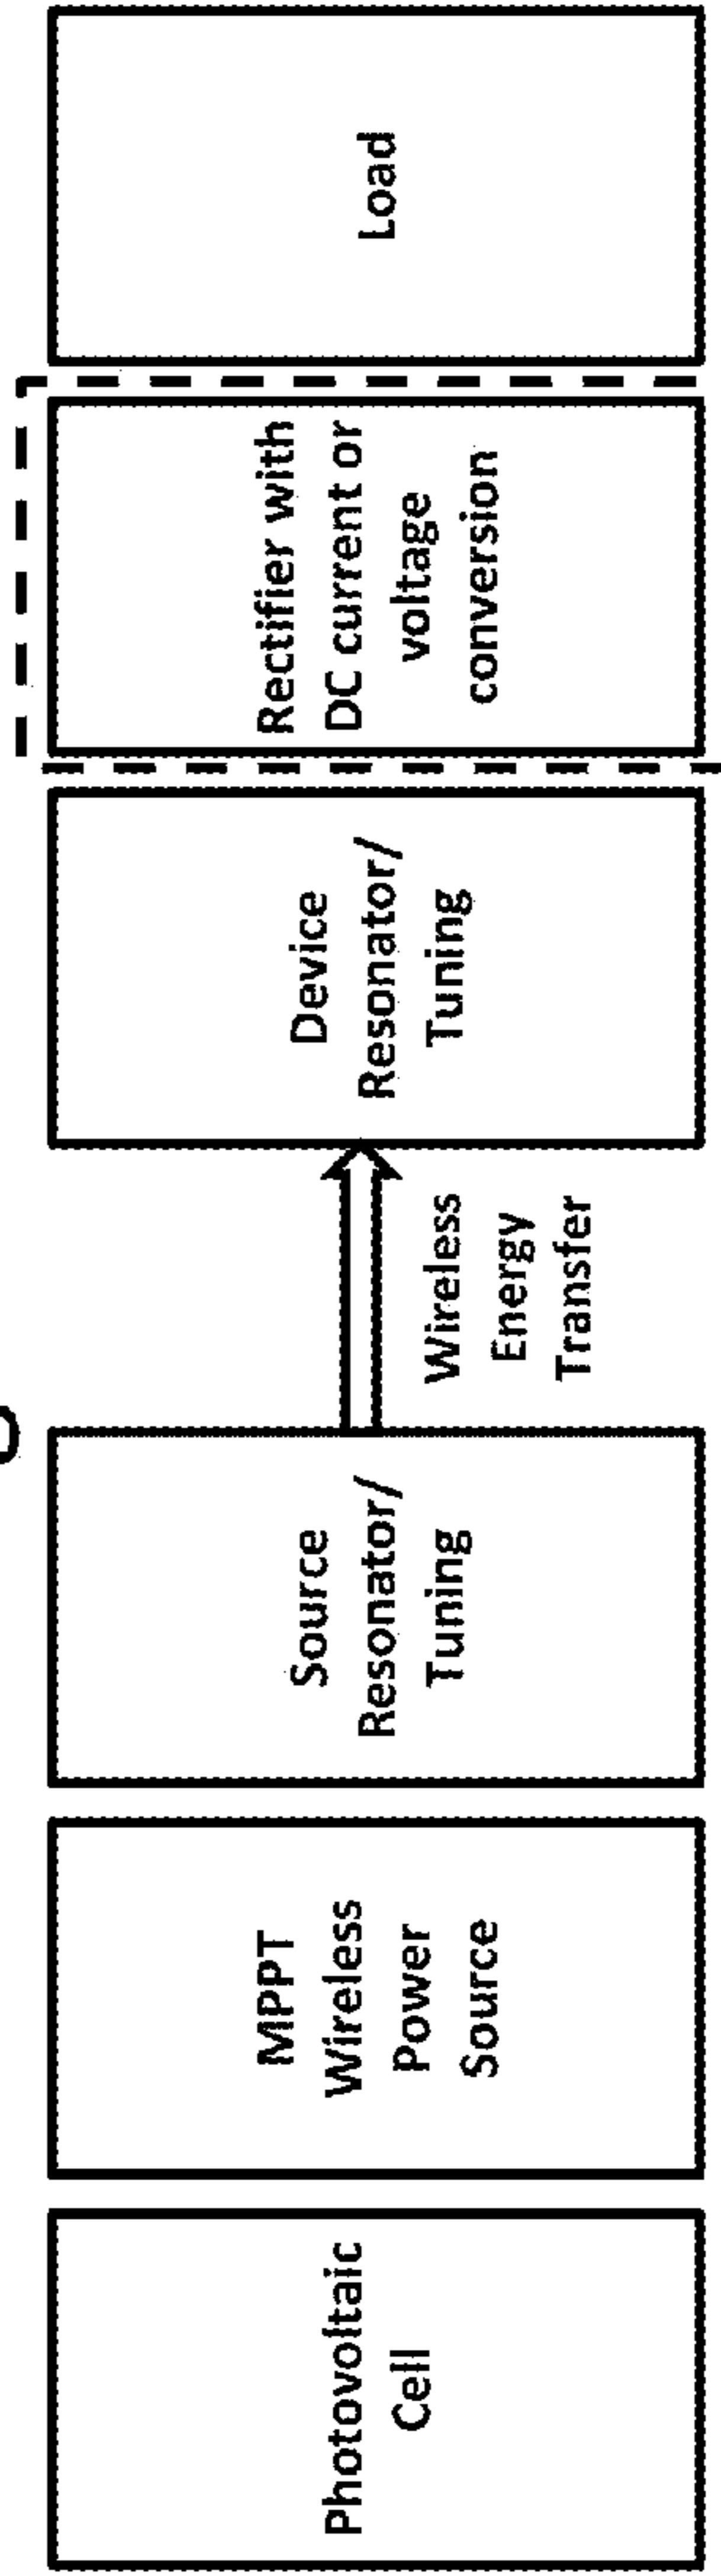 Photovoltaic
Cell
MPPT
Wireless
Power
Source
Source
Resonator/
Tuning
Wireless
Energy
Transfer
Device
Resonator/
Tuning
Rectifier with
DC current or
voltage
conversion
Load